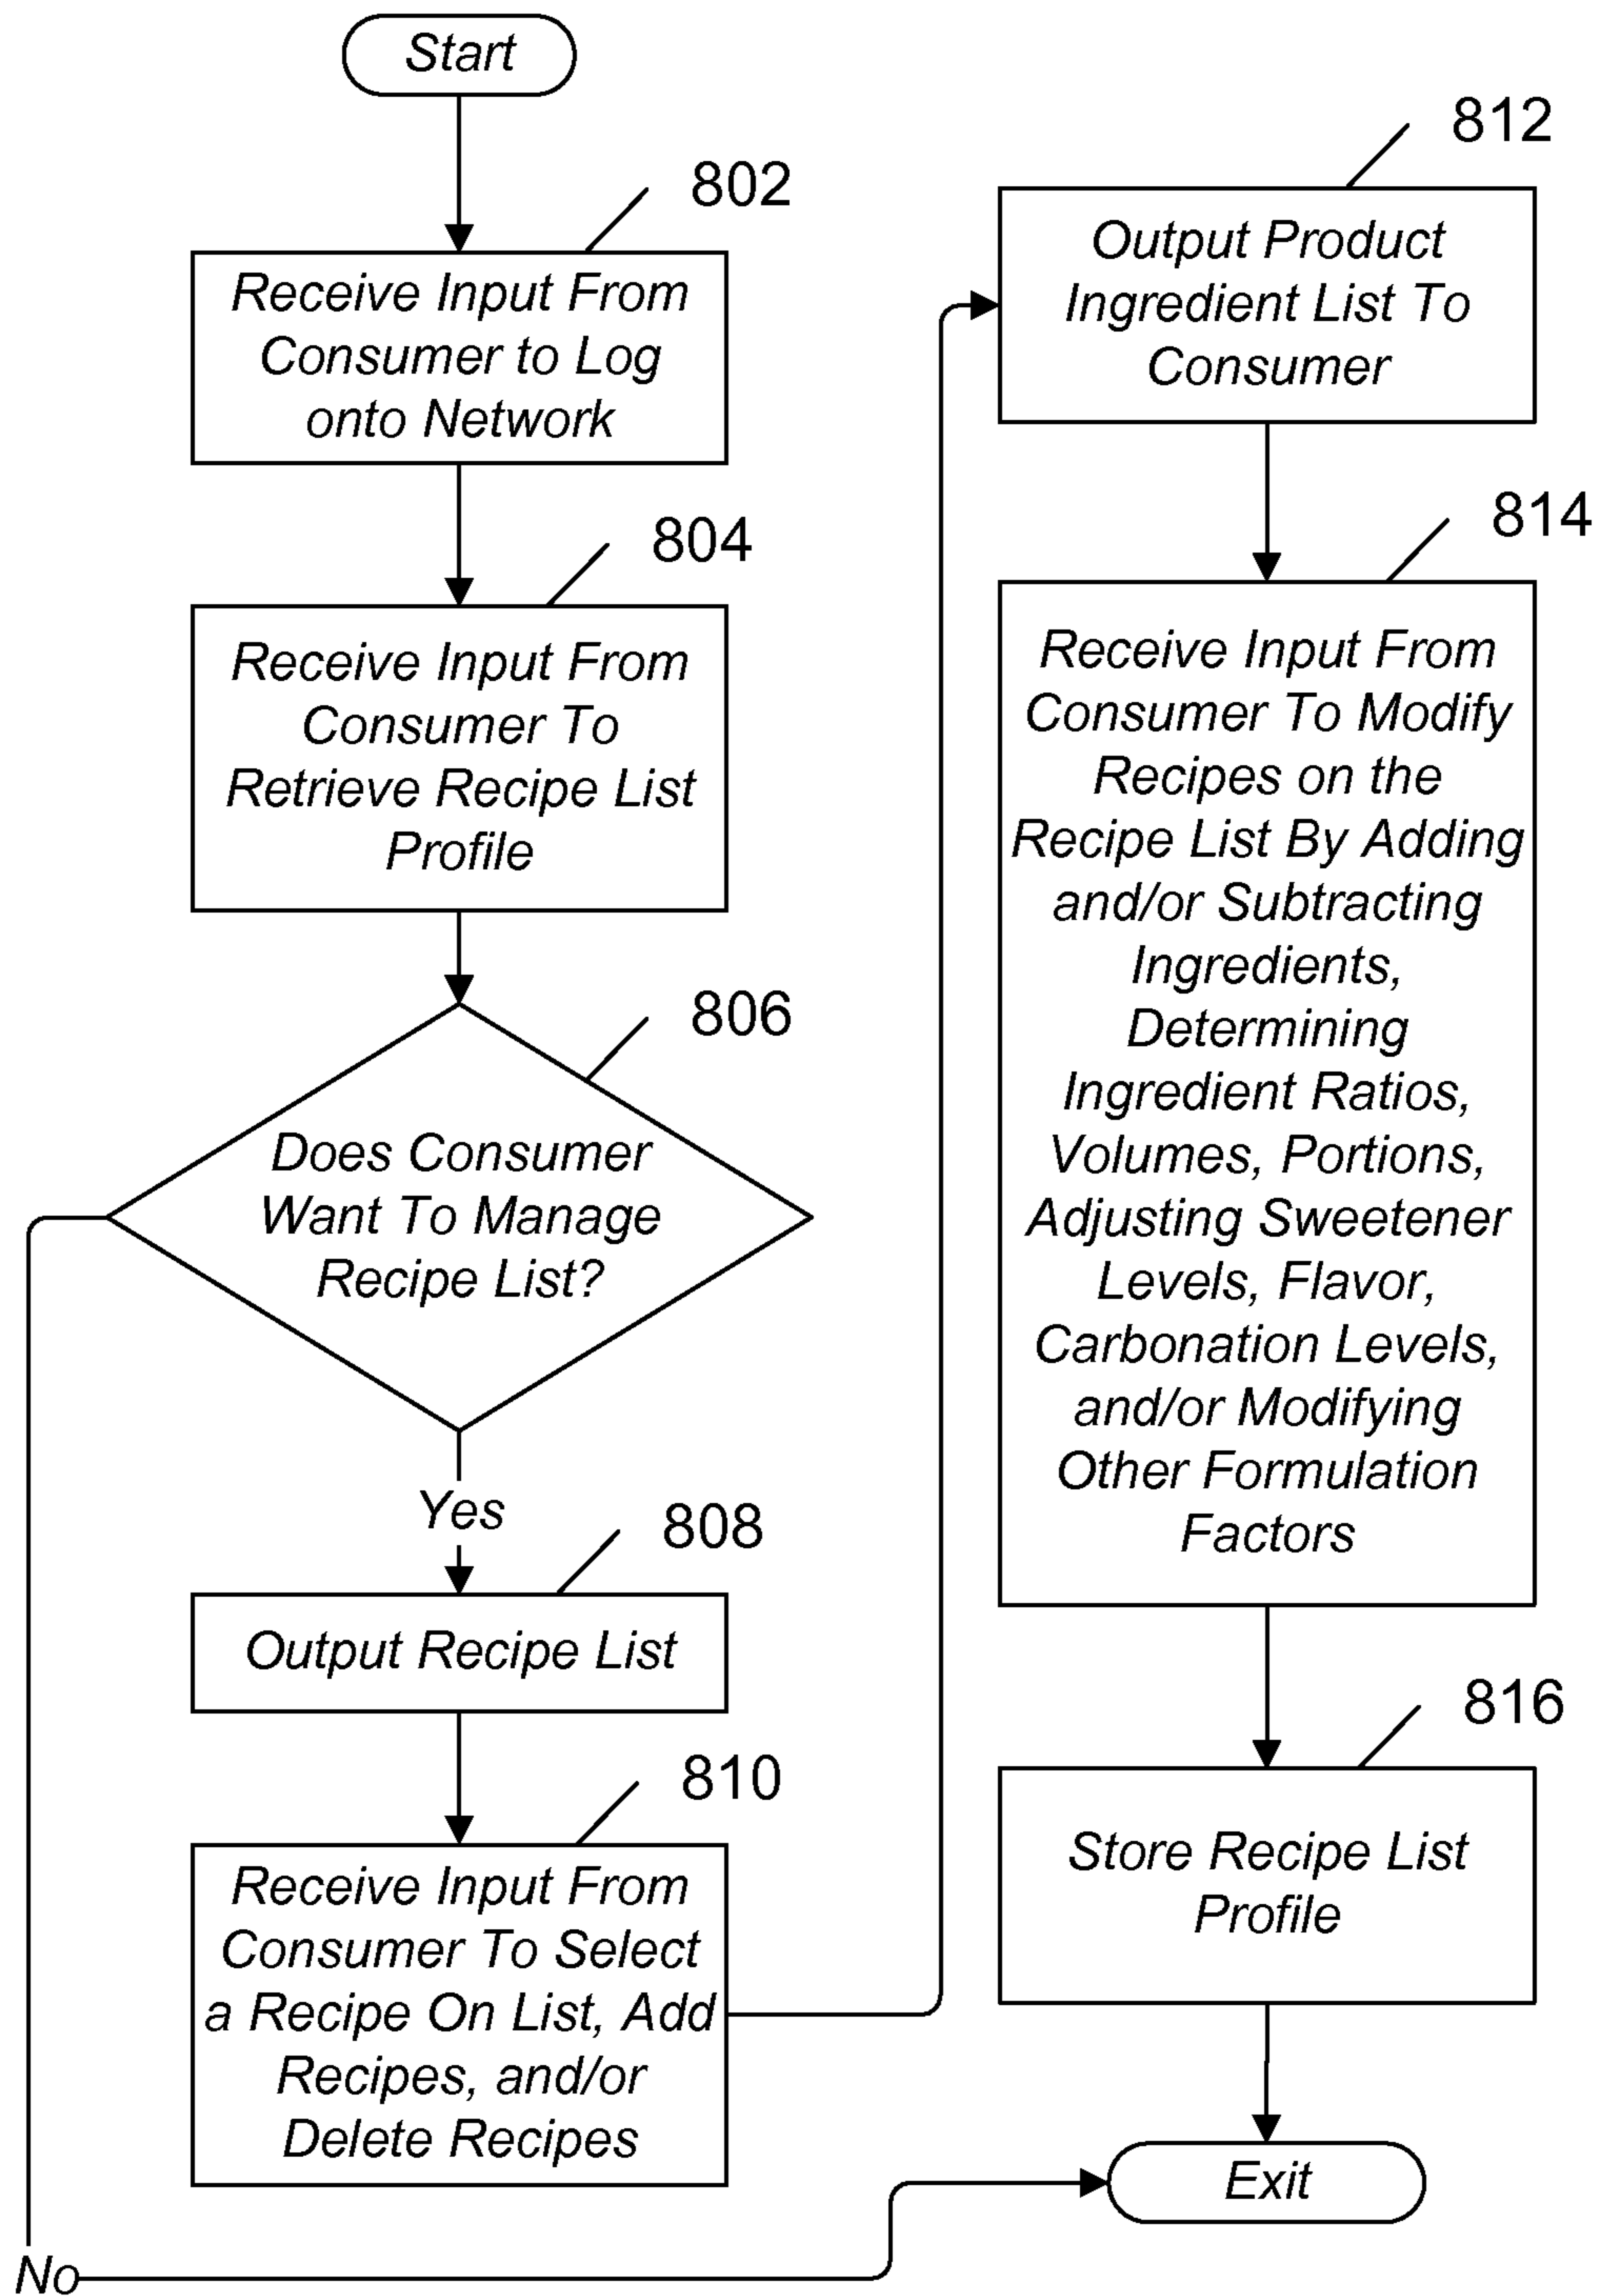 Start
802
Receive Input From
Consumer to Log
onto Network
804
Receive Input From
Consumer To
Retrieve Recipe List
Profile
806
Does Consumer
Want To Manage
Recipe List?
Yes
808
Output Recipe List
810
Receive Input From
Consumer To Select
a Recipe On List, Add
Recipes, and/or
Delete Recipes
No
812
Output Product
Ingredient List To
Consumer
814
Receive Input From
Consumer To Modify
Recipes on the
Recipe List By Adding
and/or Subtracting
Ingredients,
Determining
Ingredient Ratios,
Volumes, Portions,
Adjusting Sweetener
Levels, Flavor,
Carbonation Levels,
and/or Modifying
Other Formulation
Factors
816
Store Recipe List
Profile
Exit